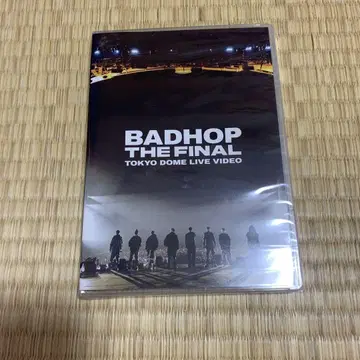 BADHOP
THE FINAL
TOKYO DOME LIVE VIDEO